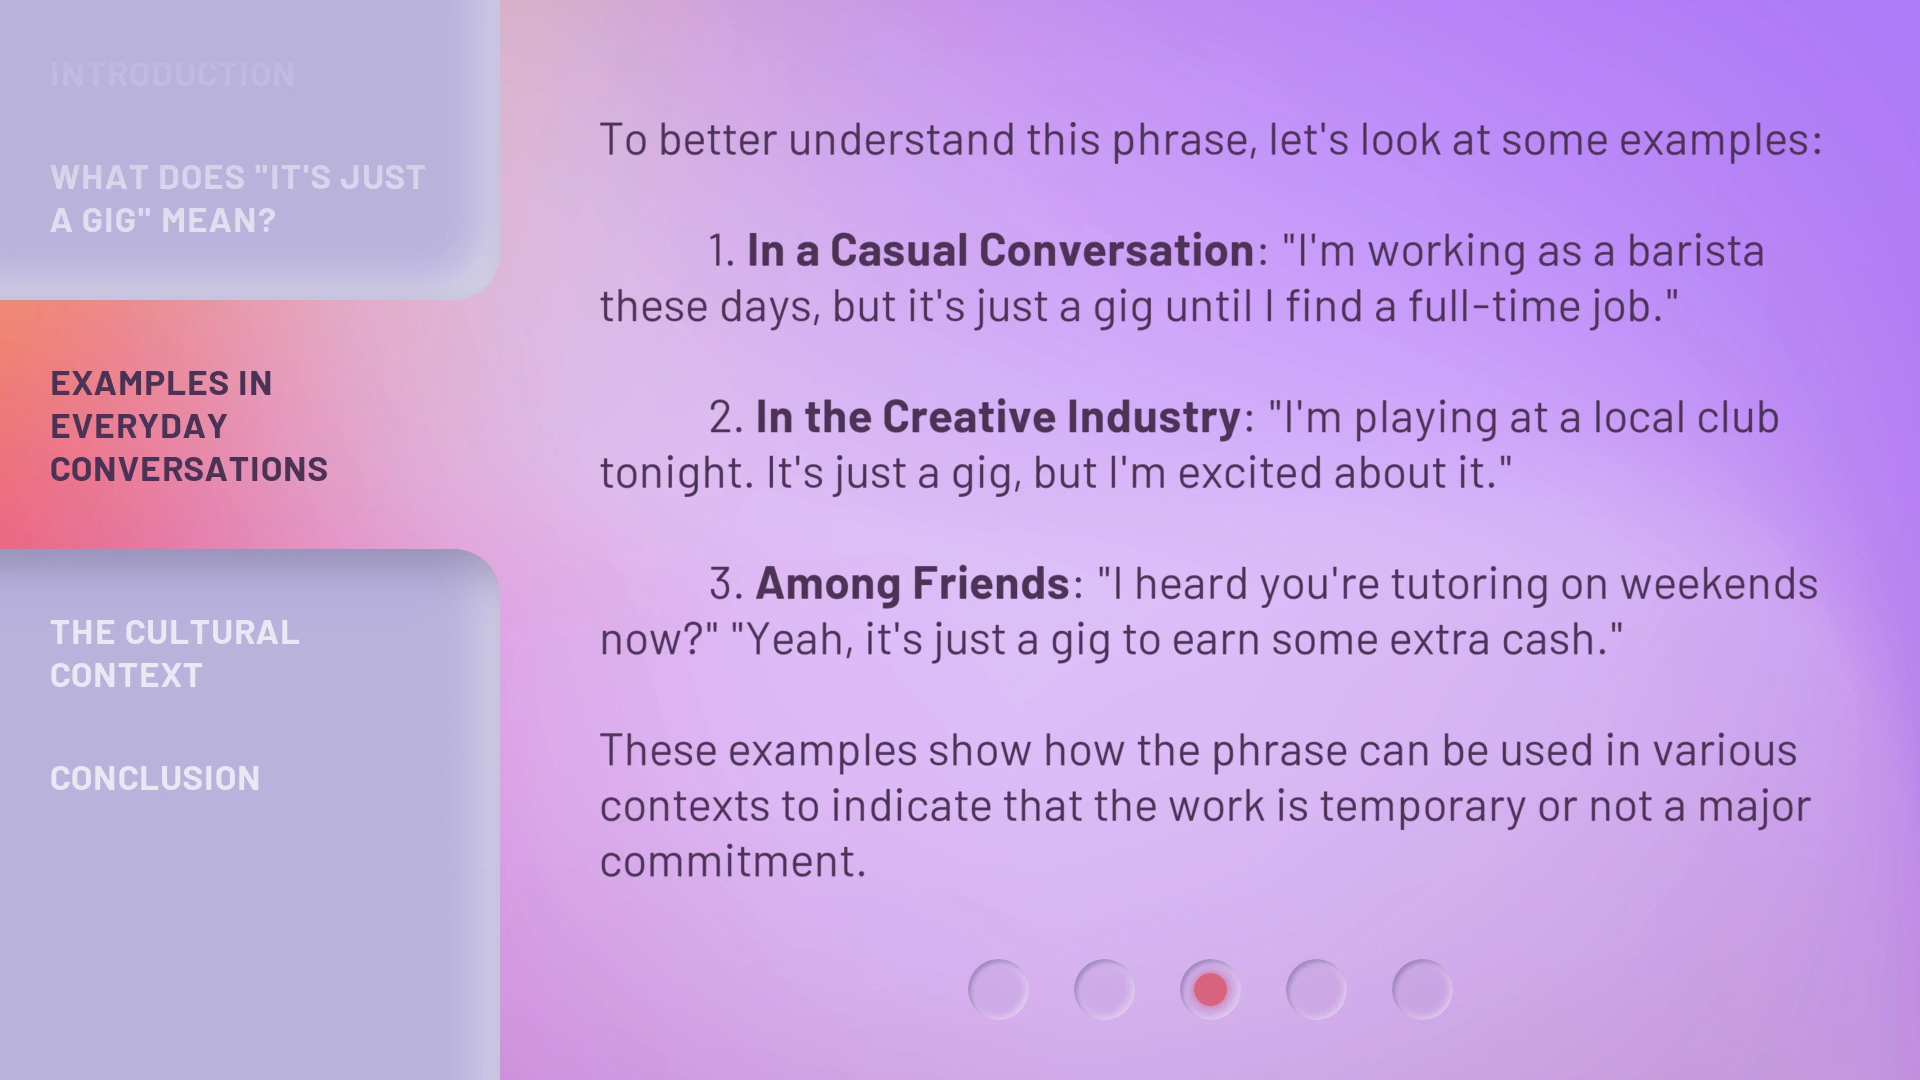 INTRODUCTION
WHAT DOES "IT'S JUST
A GIG" MEAN?
EXAMPLES IN
EVERYDAY
CONVERSATIONS
THE CULTURAL
CONTEXT
CONCLUSION
To better understand this phrase, let's look at some examples:
1. In a Casual Conversation: "I'm working as a barista
these days, but it's just a gig until I find a full-time job."
2. In the Creative Industry: "I'm playing at a local club
tonight. It's just a gig, but I'm excited about it."
3. Among Friends: "I heard you're tutoring on weekends
now?" "Yeah, it's just a gig to earn some extra cash."
These examples show how the phrase can be used in various
contexts to indicate that the work is temporary or not a major
commitment.